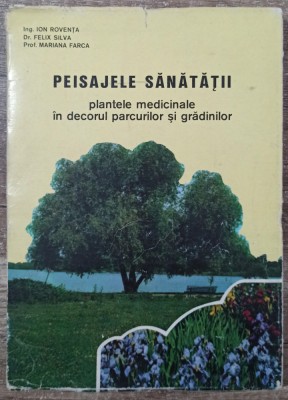 Ing. ION ROVENȚA
Dr. FELIX SILVA
Prof. MARIANA FARCA
PEISAJELE SĂNĂTĂȚII
plantele medicinale
în decorul parcurilor și grădinilor